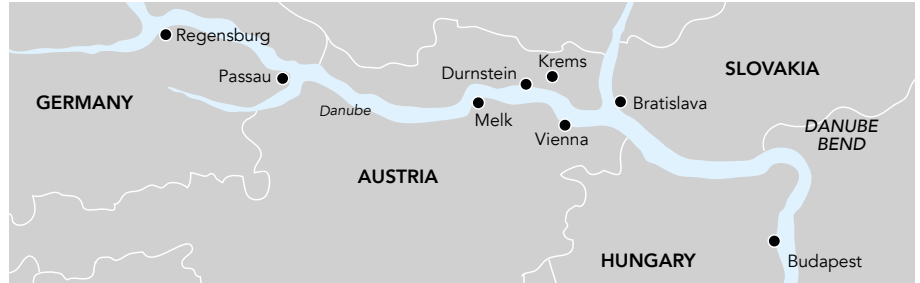 Regensburg
Passau
GERMANY
Danube
Durnstein
Krems
Melk
Vienna
AUSTRIA
SLOVAKIA
Bratislava
DANUBE
BEND
HUNGARY
Budapest